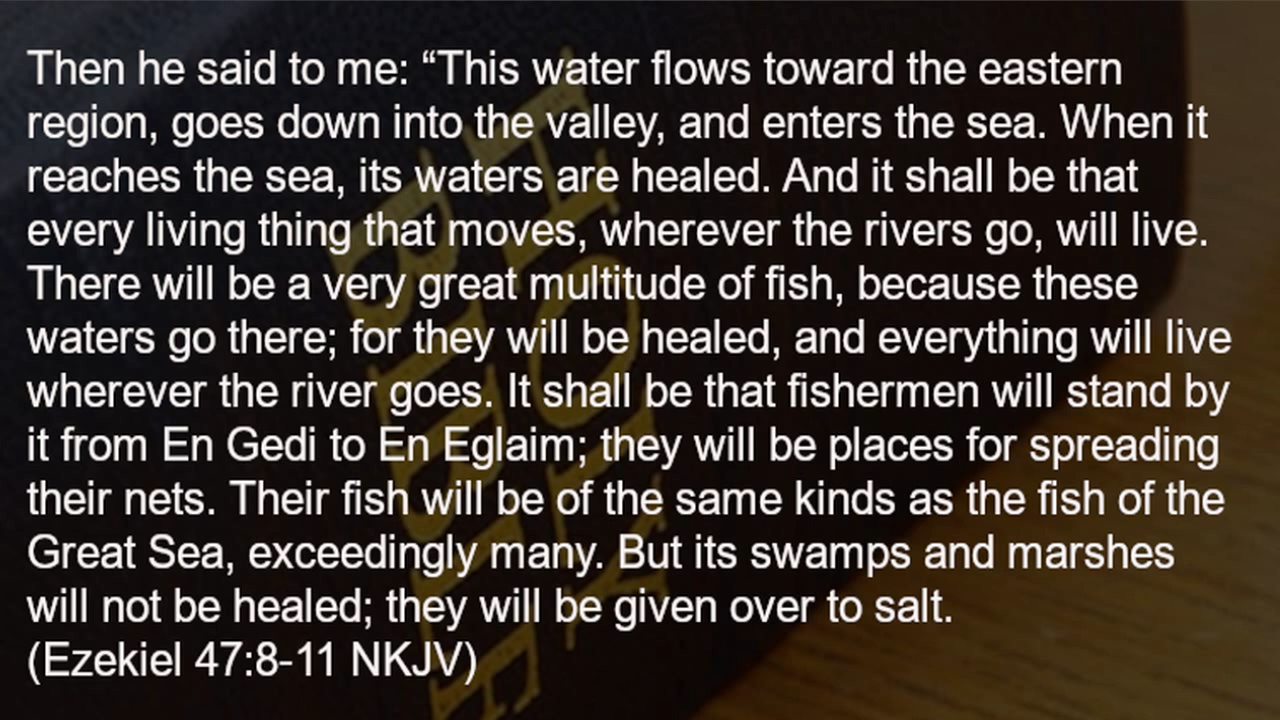 Then he said to me: “This water flows toward the eastern
region, goes down into the valley, and enters the sea. When it
reaches the sea, its waters are healed. And it shall be that
every living thing that moves, wherever the rivers go, will live.
There will be a very great multitude of fish, because these
waters go there; for they will be healed, and everything will live
wherever the river goes. It shall be that fishermen will stand by
it from En Gedi to En Eglaim; they will be places for spreading
their nets. Their fish will be of the same kinds as the fish of the
Great Sea, exceedingly many. But its swamps and marshes
will not be healed; they will be given over to salt.
(Ezekiel 47:8-11 NKJV)
HOLY
BIBLE